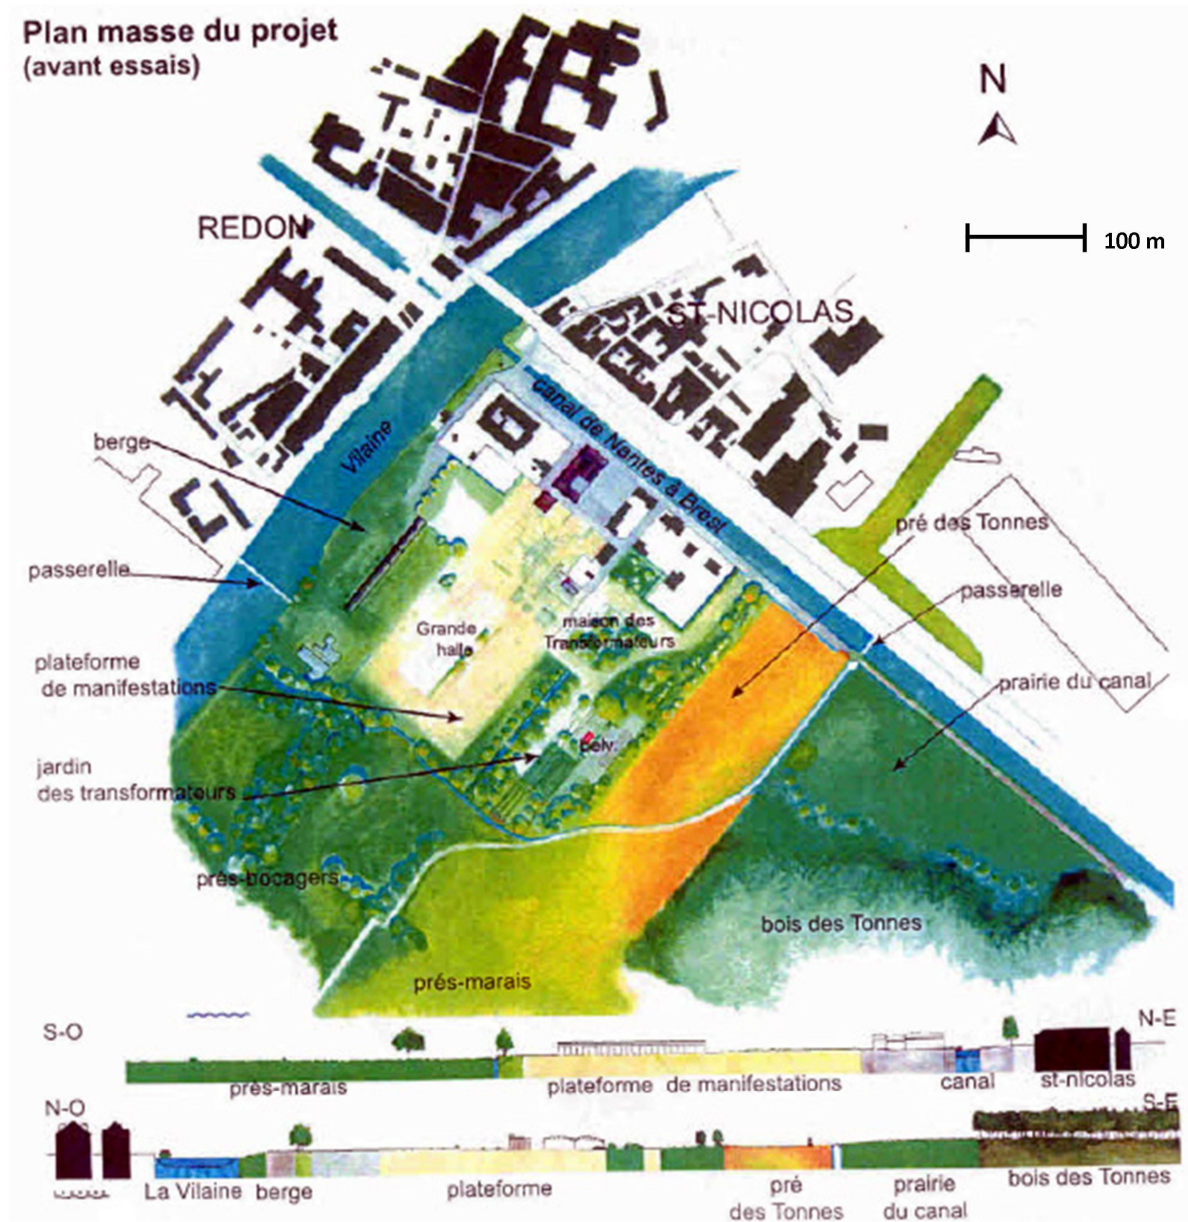 Plan masse du projet
(avant essais)
N
100 m
REDON
ST-NICOLAS
canal de Nantes à Brest
Vilaine
berge
pré des Tonnes
passerelle
passerelle
Grande
halle
maison des
Transformateurs
plateforme
de manifestations
prairie du canal
belv.
jardin
des transformateurs
prés-bocagers
bois des Tonnes
prés-marais
S-O
N-E
prés-marais
plateforme de manifestations
canal
st-nicolas
N-O
S-E
La Vilaine
berge
plateforme
pré
des Tonnes
prairie
du canal
bois des Tonnes